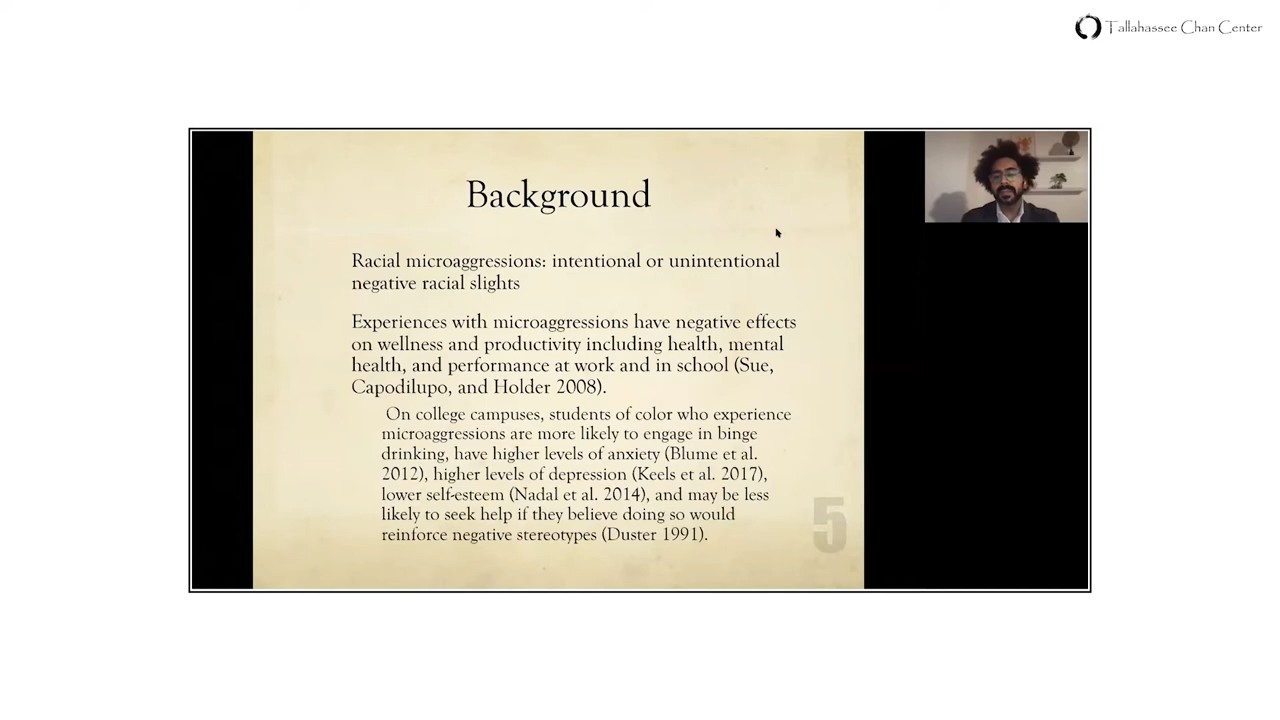 Tallahassee Chan Center
Background
Racial microaggressions: intentional or unintentional
negative racial slights
Experiences with microaggressions have negative effects
on wellness and productivity including health, mental
health, and performance at work and in school (Sue,
Capodilupo, and Holder 2008).
On college campuses, students of color who experience
microaggressions are more likely to engage in binge
drinking, have higher levels of anxiety (Blume et al.
2012), higher levels of depression (Keels et al. 2017),
lower self-esteem (Nadal et al. 2014), and may be less
likely to seek help if they believe doing so would
reinforce negative stereotypes (Duster 1991).
5